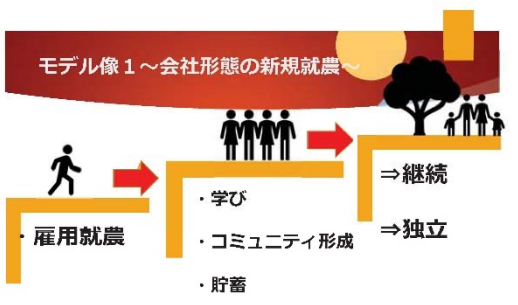 モデル像１～会社形態の新規就農～
・雇用就農
・学び
・コミュニティ形成
・貯蓄
⇒継続
⇒独立